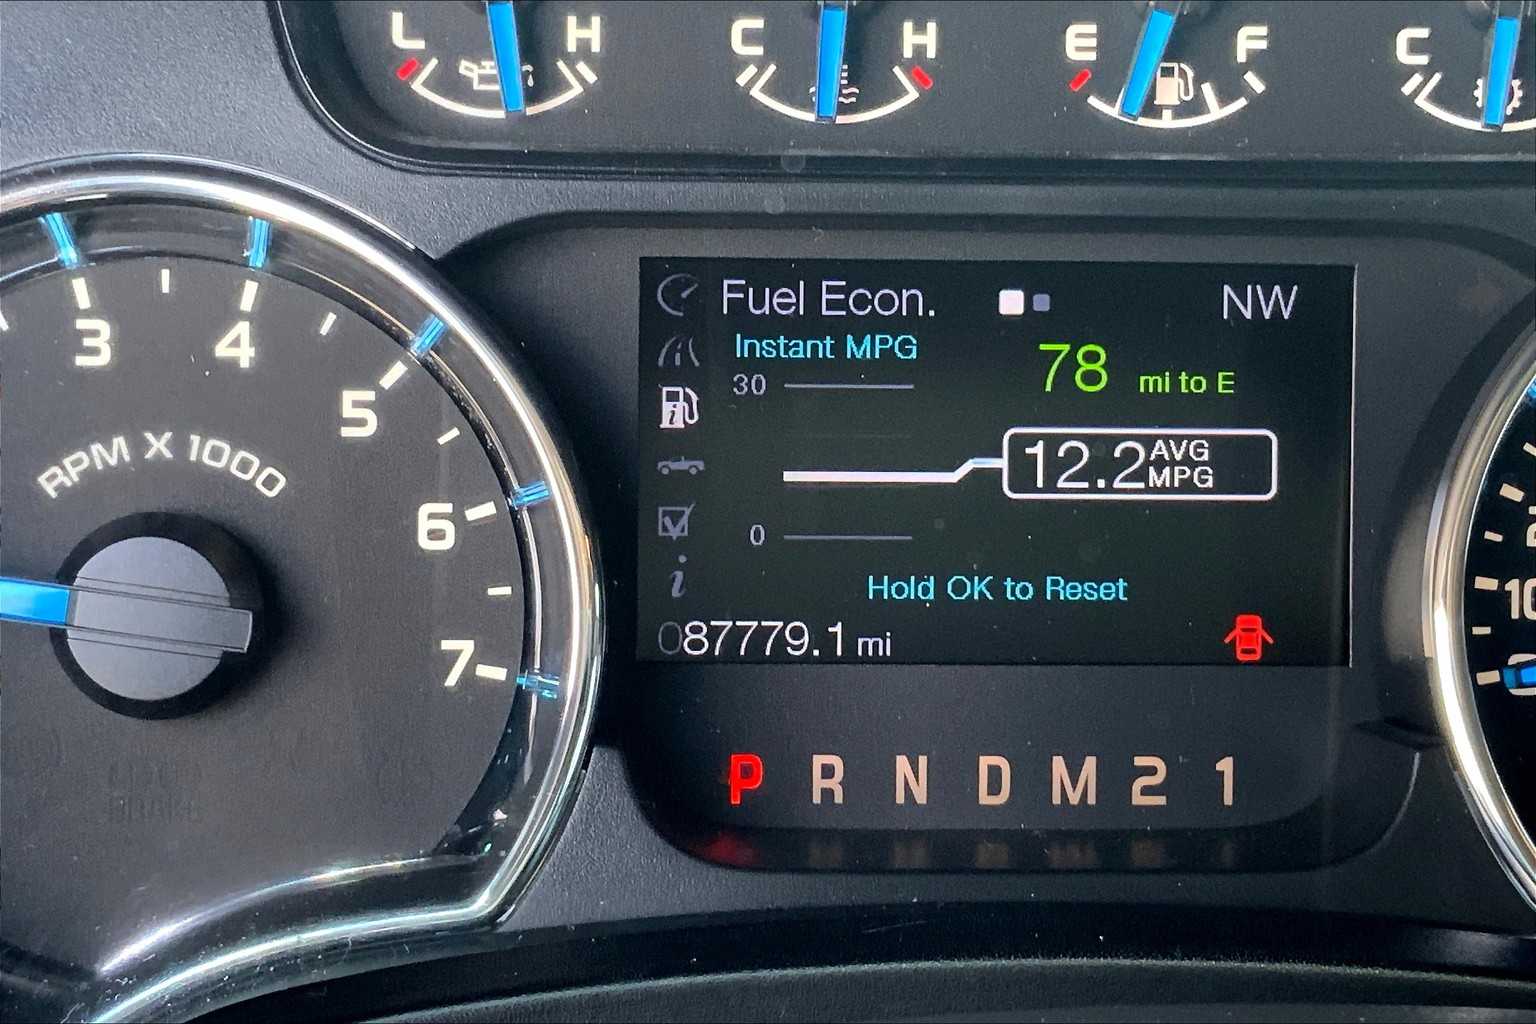 L H C H E F C
Fuel Econ. NW
Instant MPG
78 mi to E
30
12.2 AVG MPG
0
Hold OK to Reset
087779.1 mi
3 4 5 6 7
RPM X 1000
10
P R N D M 2 1